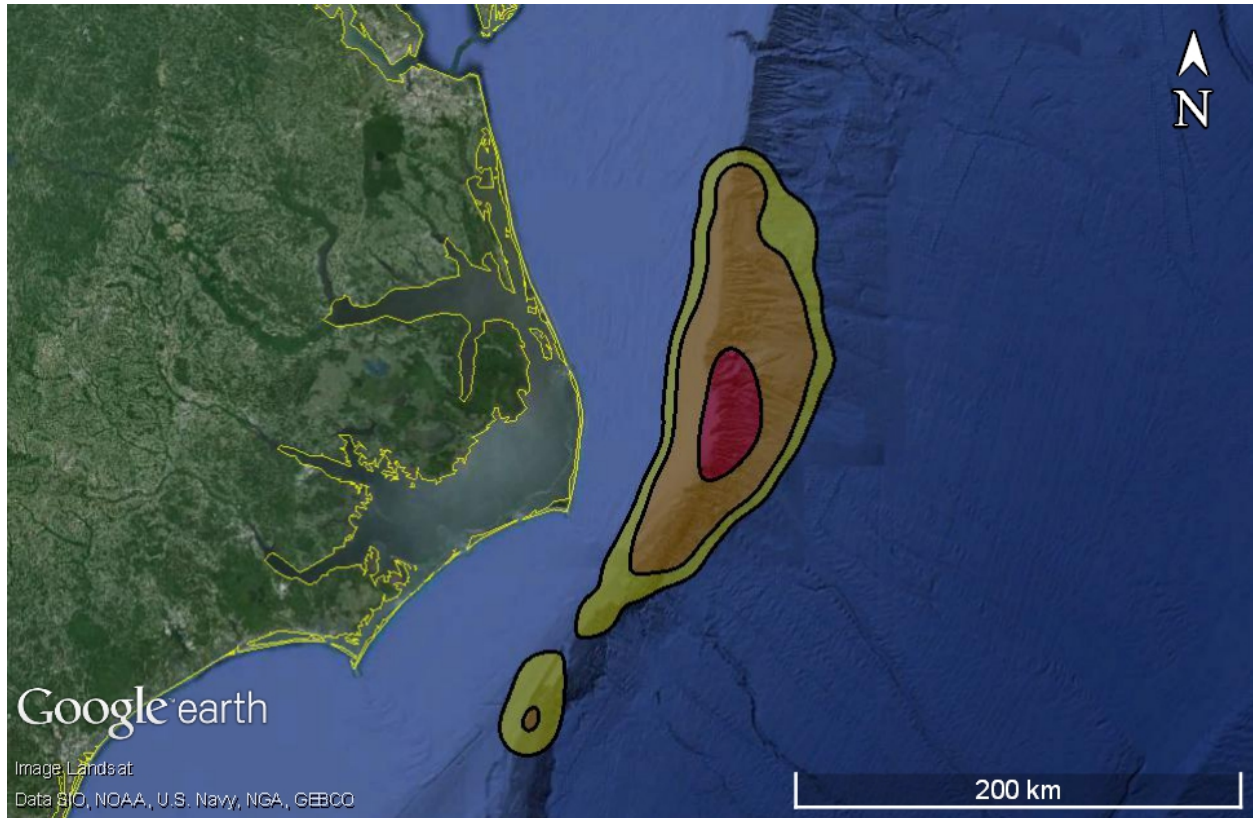 N
Google earth
Image Landsat
Data SIO, NOAA, U.S. Navy, NGA, GEBCO
200 km